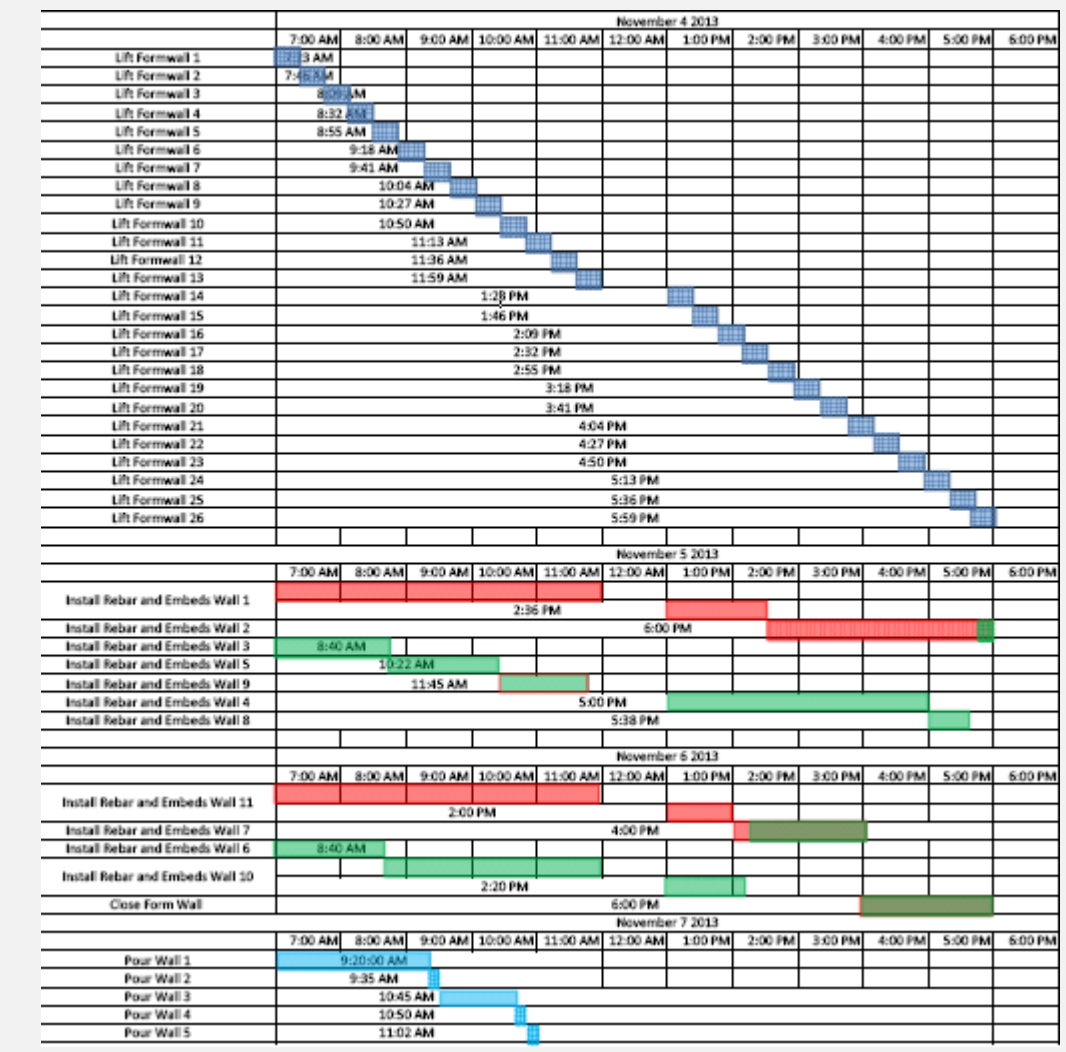 November 4 2013
7:00 AM 8:00 AM 9:00 AM 10:00 AM 11:00 AM 12:00 AM 1:00 PM 2:00 PM 3:00 PM 4:00 PM 5:00 PM 6:00 PM
Lift Formwall 1 7:23 AM
Lift Formwall 2 7:46 AM
Lift Formwall 3 8:09 AM
Lift Formwall 4 8:32 AM
Lift Formwall 5 8:55 AM
Lift Formwall 6 9:18 AM
Lift Formwall 7 9:41 AM
Lift Formwall 8 10:04 AM
Lift Formwall 9 10:27 AM
Lift Formwall 10 10:50 AM
Lift Formwall 11 11:13 AM
Lift Formwall 12 11:36 AM
Lift Formwall 13 11:59 AM
Lift Formwall 14 1:28 PM
Lift Formwall 15 1:46 PM
Lift Formwall 16 2:09 PM
Lift Formwall 17 2:32 PM
Lift Formwall 18 2:55 PM
Lift Formwall 19 3:18 PM
Lift Formwall 20 3:41 PM
Lift Formwall 21 4:04 PM
Lift Formwall 22 4:27 PM
Lift Formwall 23 4:50 PM
Lift Formwall 24 5:13 PM
Lift Formwall 25 5:36 PM
Lift Formwall 26 5:59 PM
November 5 2013
7:00 AM 8:00 AM 9:00 AM 10:00 AM 11:00 AM 12:00 AM 1:00 PM 2:00 PM 3:00 PM 4:00 PM 5:00 PM 6:00 PM
Install Rebar and Embeds Wall 1 2:36 PM
Install Rebar and Embeds Wall 2 6:00 PM
Install Rebar and Embeds Wall 3 8:40 AM
Install Rebar and Embeds Wall 5 10:22 AM
Install Rebar and Embeds Wall 9 11:45 AM
Install Rebar and Embeds Wall 4 5:00 PM
Install Rebar and Embeds Wall 8 5:38 PM
November 6 2013
7:00 AM 8:00 AM 9:00 AM 10:00 AM 11:00 AM 12:00 AM 1:00 PM 2:00 PM 3:00 PM 4:00 PM 5:00 PM 6:00 PM
Install Rebar and Embeds Wall 11 2:00 PM
Install Rebar and Embeds Wall 7 4:00 PM
Install Rebar and Embeds Wall 6 8:40 AM
Install Rebar and Embeds Wall 10 2:20 PM
Close Form Wall 6:00 PM
November 7 2013
7:00 AM 8:00 AM 9:00 AM 10:00 AM 11:00 AM 12:00 AM 1:00 PM 2:00 PM 3:00 PM 4:00 PM 5:00 PM 6:00 PM
Pour Wall 1 9:20:00 AM
Pour Wall 2 9:35 AM
Pour Wall 3 10:45 AM
Pour Wall 4 10:50 AM
Pour Wall 5 11:02 AM